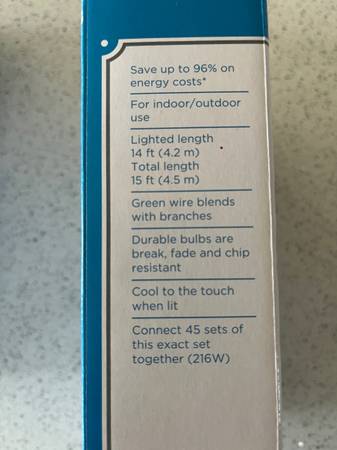 Save up to 96% on
energy costs*
For indoor/outdoor
use
Lighted length
14 ft (4.2 m)
Total length
15 ft (4.5 m)
Green wire blends
with branches
Durable bulbs are
break, fade and chip
resistant
Cool to the touch
when lit
Connect 45 sets of
this exact set
together (216W)